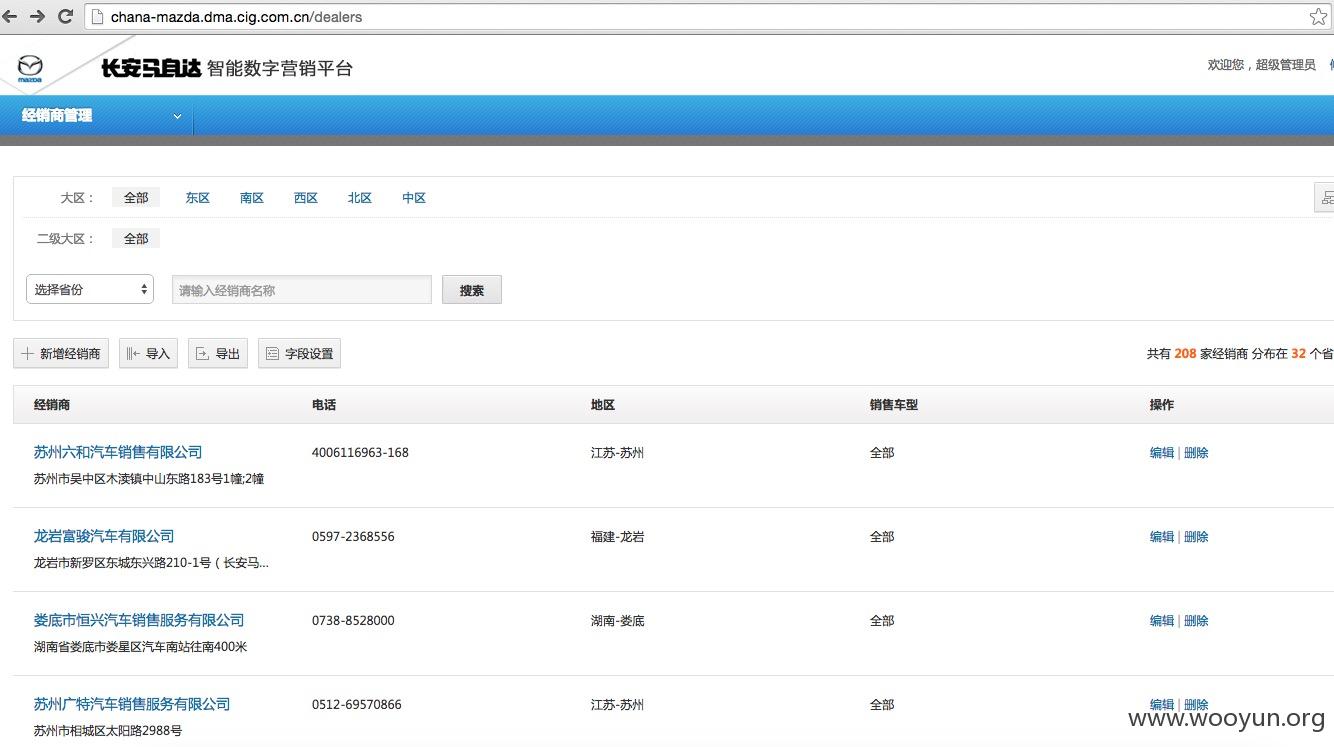 chana-mazda.dma.cig.com.cn/dealers
mazda
长安马自达 智能数字营销平台
欢迎您，超级管理员
经销商管理
大区： 全部 东区 南区 西区 北区 中区
二级大区： 全部
选择省份 请输入经销商名称 搜索
新增经销商 导入 导出 字段设置 共有 208 家经销商 分布在 32 个省
经销商 电话 地区 销售车型 操作
苏州六和汽车销售有限公司 4006116963-168 江苏-苏州 全部 编辑 | 删除
苏州市吴中区木渎镇中山东路183号1幢;2幢
龙岩富骏汽车有限公司 0597-2368556 福建-龙岩 全部 编辑 | 删除
龙岩市新罗区东城东兴路210-1号（长安马...
娄底市恒兴汽车销售服务有限公司 0738-8528000 湖南-娄底 全部 编辑 | 删除
湖南省娄底市娄星区汽车南站往南400米
苏州广特汽车销售服务有限公司 0512-69570866 江苏-苏州 全部 编辑 | 删除
苏州市相城区太阳路2988号
www.wooyun.org